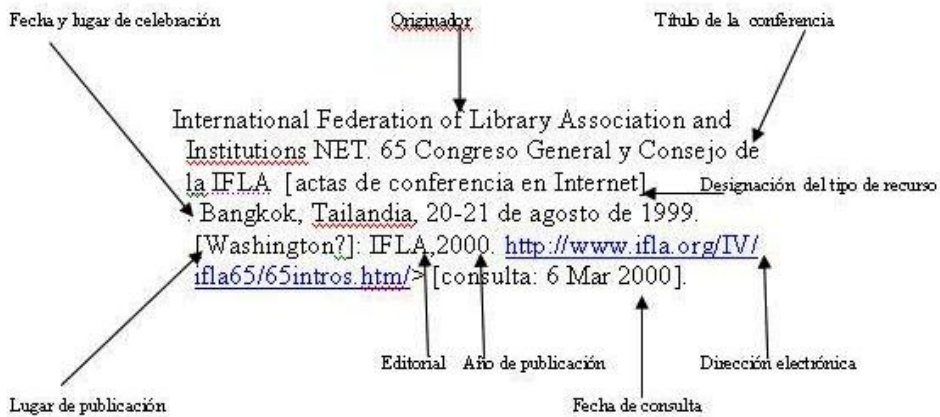 Fecha y lugar de celebración
Originador
Título de la conferencia
International Federation of Library Association and
Institutions NET. 65 Congreso General y Consejo de
la IFLA [actas de conferencia en Internet]
Designación del tipo de recurso
. Bangkok, Tailandia, 20-21 de agosto de 1999.
[Washington?]: IFLA,2000. http://www.ifla.org/IV/
ifla65/65intros.htm/> [consulta: 6 Mar 2000].
Editorial
Año de publicación
Dirección electrónica
Lugar de publicación
Fecha de consulta